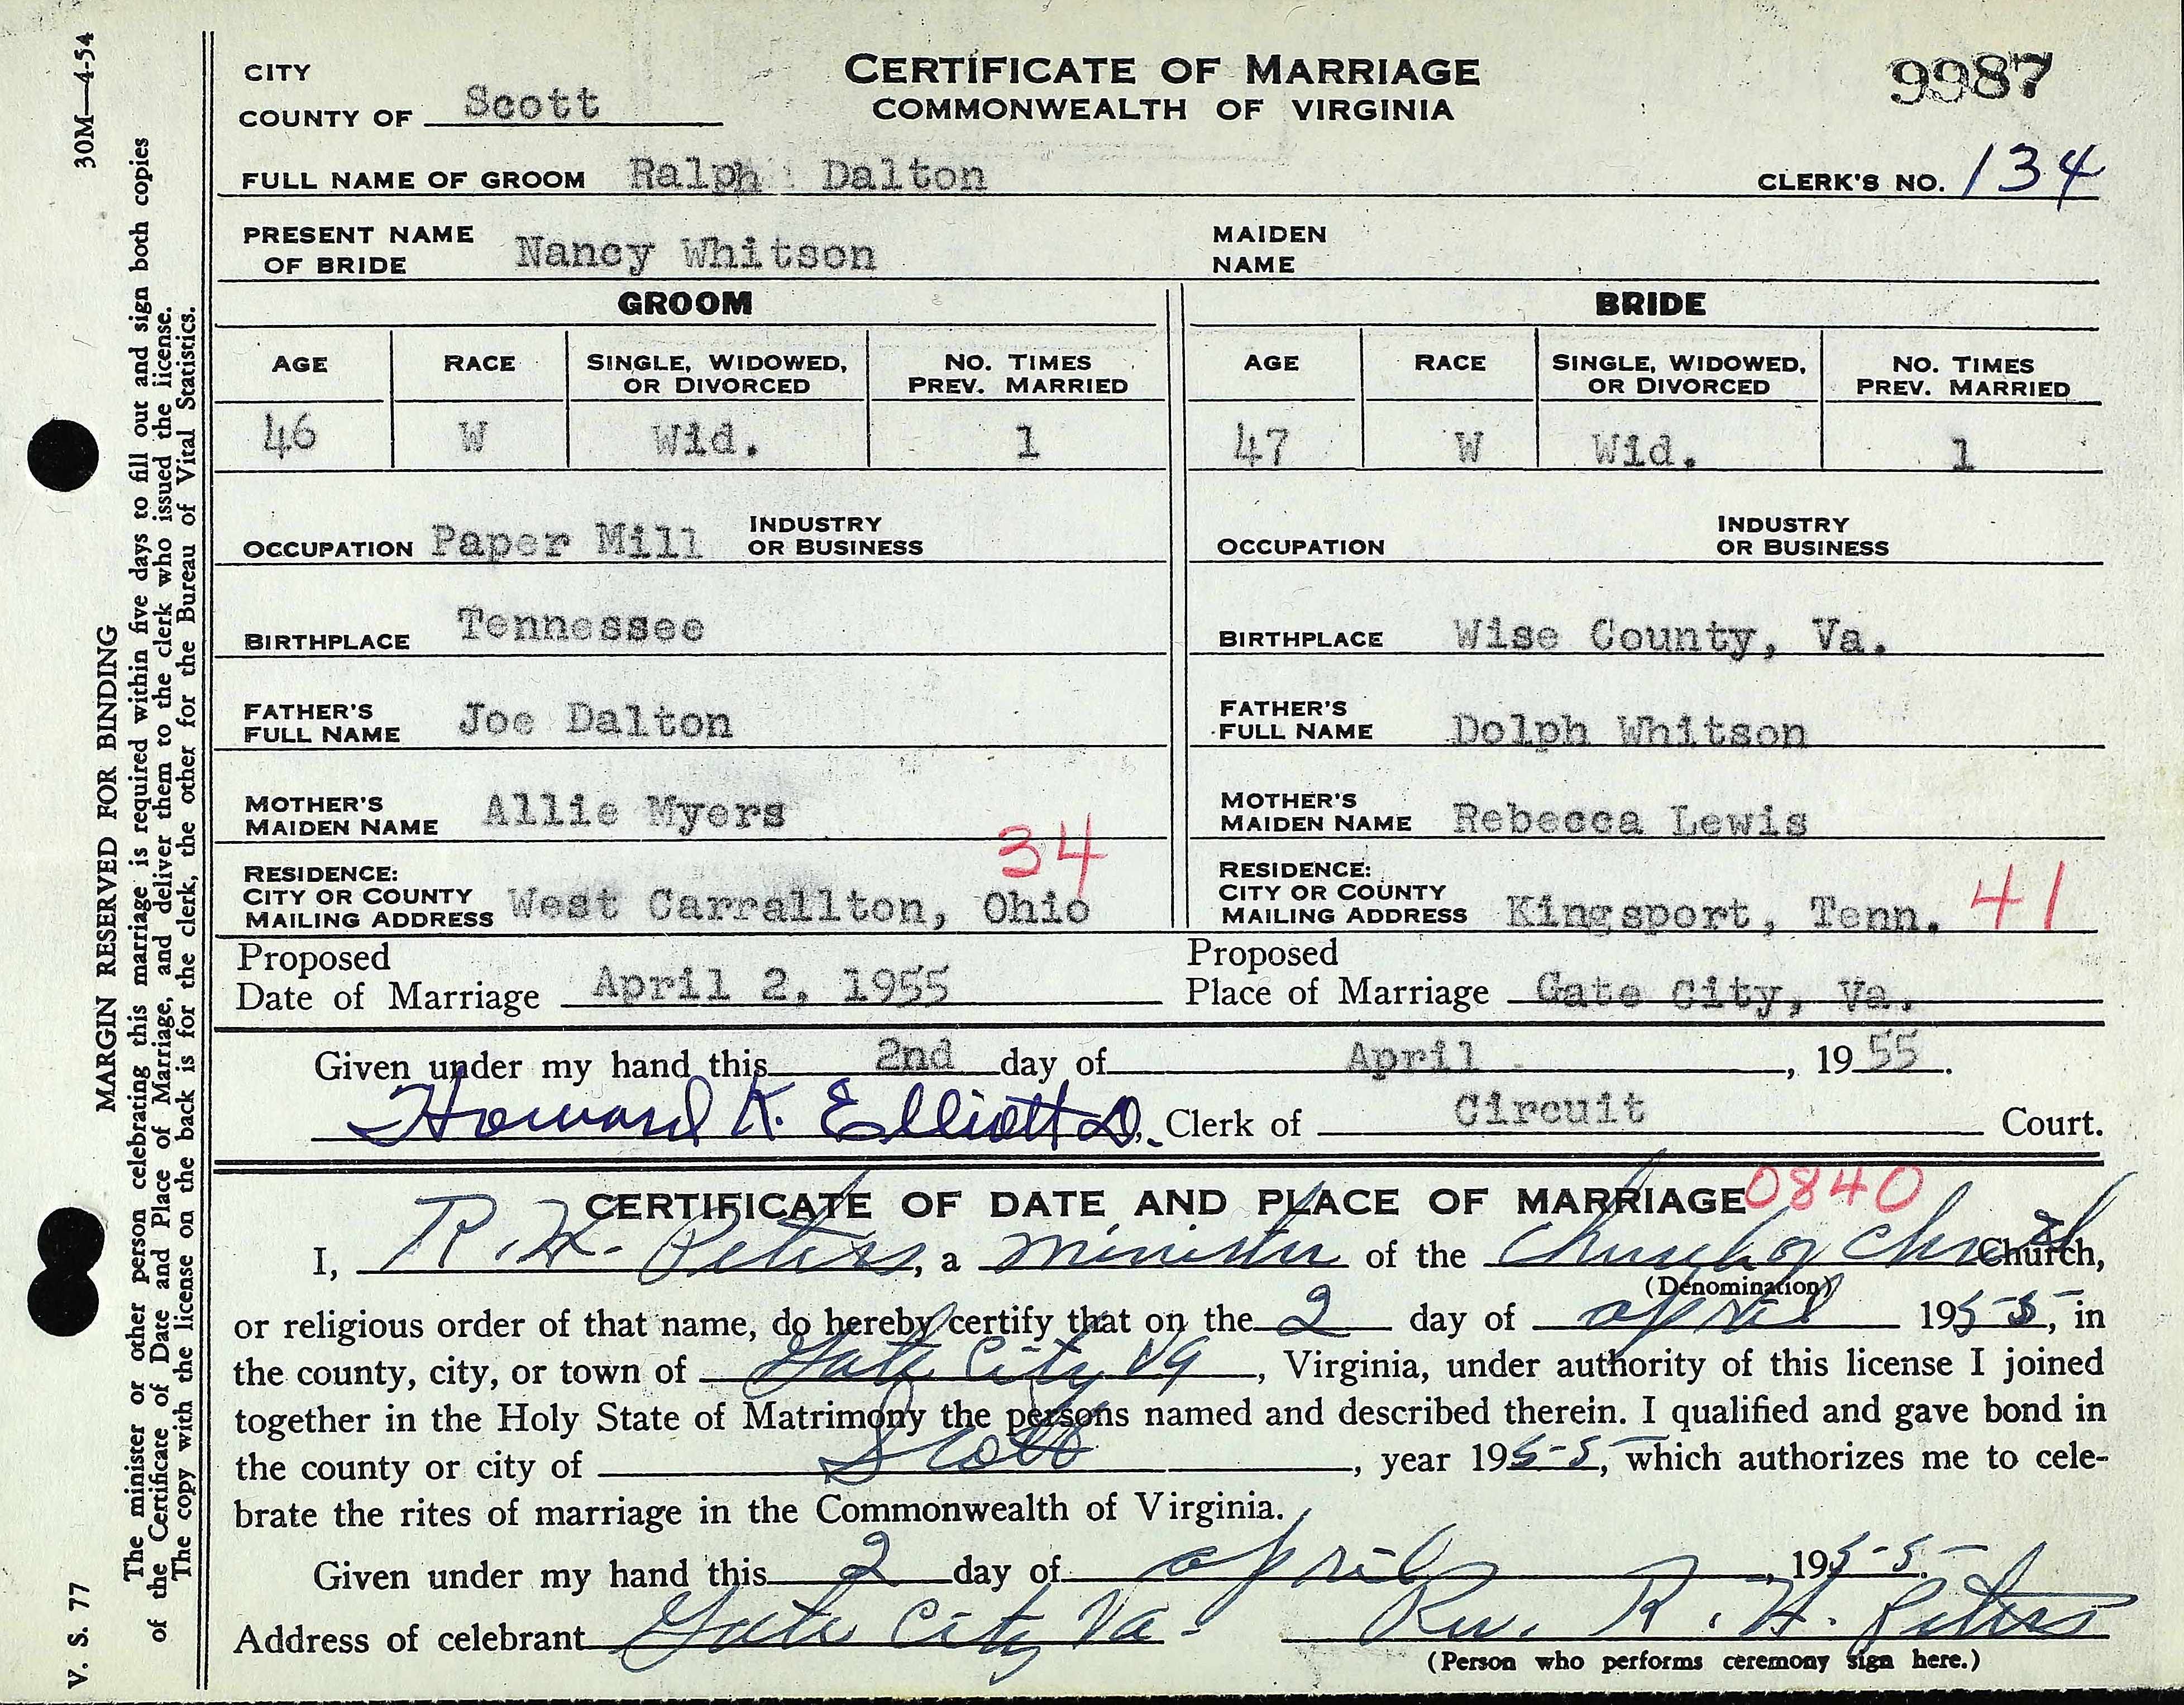 30M—4-54
MARGIN RESERVED FOR BINDING
The minister or other person celebrating this marriage is required within five days to fill out and sign both copies
of the Certificate of Date and Place of Marriage, and deliver them to the clerk who issued the license.
The copy with the license on the back is for the clerk, the other for the Bureau of Vital Statistics.
V. S. 77
CITY
COUNTY OF Scott
CERTIFICATE OF MARRIAGE
COMMONWEALTH OF VIRGINIA
9987
FULL NAME OF GROOM Ralph Dalton CLERK'S NO. 134
PRESENT NAME OF BRIDE Nancy Whitson MAIDEN NAME
GROOM BRIDE
AGE RACE SINGLE, WIDOWED, OR DIVORCED NO. TIMES PREV. MARRIED AGE RACE SINGLE, WIDOWED, OR DIVORCED NO. TIMES PREV. MARRIED
46 W Wid. 1 47 W Wid. 1
OCCUPATION Paper Mill INDUSTRY OR BUSINESS OCCUPATION INDUSTRY OR BUSINESS
BIRTHPLACE Tennessee BIRTHPLACE Wise County, Va.
FATHER'S FULL NAME Joe Dalton FATHER'S FULL NAME Dolph Whitson
MOTHER'S MAIDEN NAME Allie Myers MOTHER'S MAIDEN NAME Rebecca Lewis
34
RESIDENCE: CITY OR COUNTY MAILING ADDRESS West Carrallton, Ohio RESIDENCE: CITY OR COUNTY MAILING ADDRESS Kingsport, Tenn. 41
Proposed Date of Marriage April 2, 1955 Proposed Place of Marriage Gate City, Va.
Given under my hand this 2nd day of April, 1955.
Howard K. Elliott D. Clerk of Circuit Court.
CERTIFICATE OF DATE AND PLACE OF MARRIAGE 0840
I, R. H. Peters, a minister of the Church of Christ Church,
(Denomination)
or religious order of that name, do hereby certify that on the 2 day of april 1955, in
the county, city, or town of Gate City Va, Virginia, under authority of this license I joined
together in the Holy State of Matrimony the persons named and described therein. I qualified and gave bond in
the county or city of Scott, year 1955, which authorizes me to cele-
brate the rites of marriage in the Commonwealth of Virginia.
Given under my hand this 2 day of april, 1955.
Address of celebrant Gate City Va. Rev. R. H. Peters
(Person who performs ceremony sign here.)